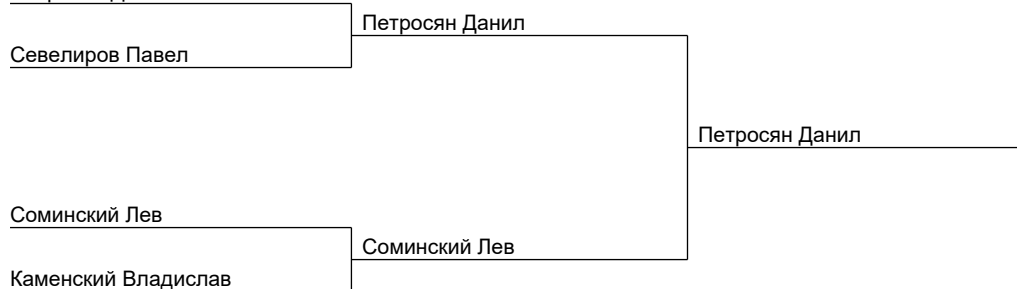 Петросян Данил
Севелиров Павел
Петросян Данил
Соминский Лев
Соминский Лев
Каменский Владислав